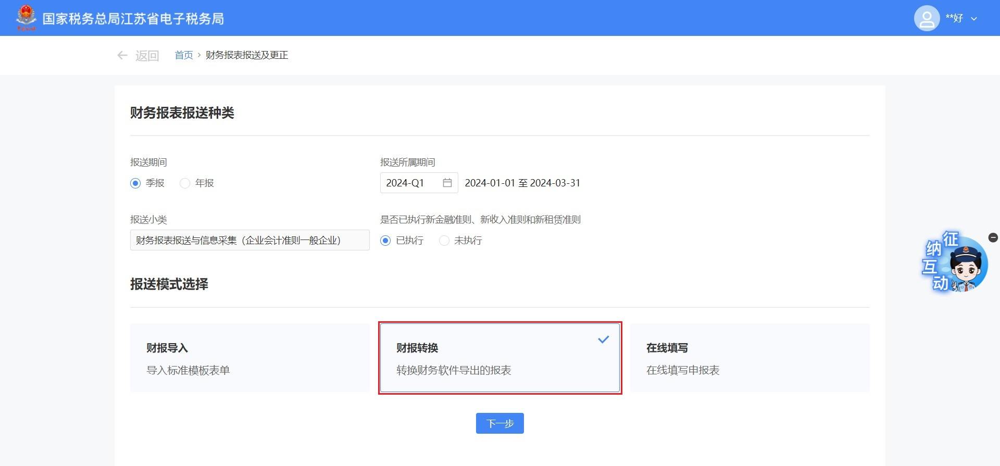 国家税务总局江苏省电子税务局
**好
返回 首页 > 财务报表报送及更正
财务报表报送种类
报送期间
季报 年报
报送所属期间
2024-Q1 2024-01-01 至 2024-03-31
报送小类
财务报表报送与信息采集（企业会计准则一般企业）
是否已执行新金融准则、新收入准则和新租赁准则
已执行 未执行
征纳互动
报送模式选择
财报导入
导入标准模板表单
财报转换
转换财务软件导出的报表
在线填写
在线填写申报表
下一步